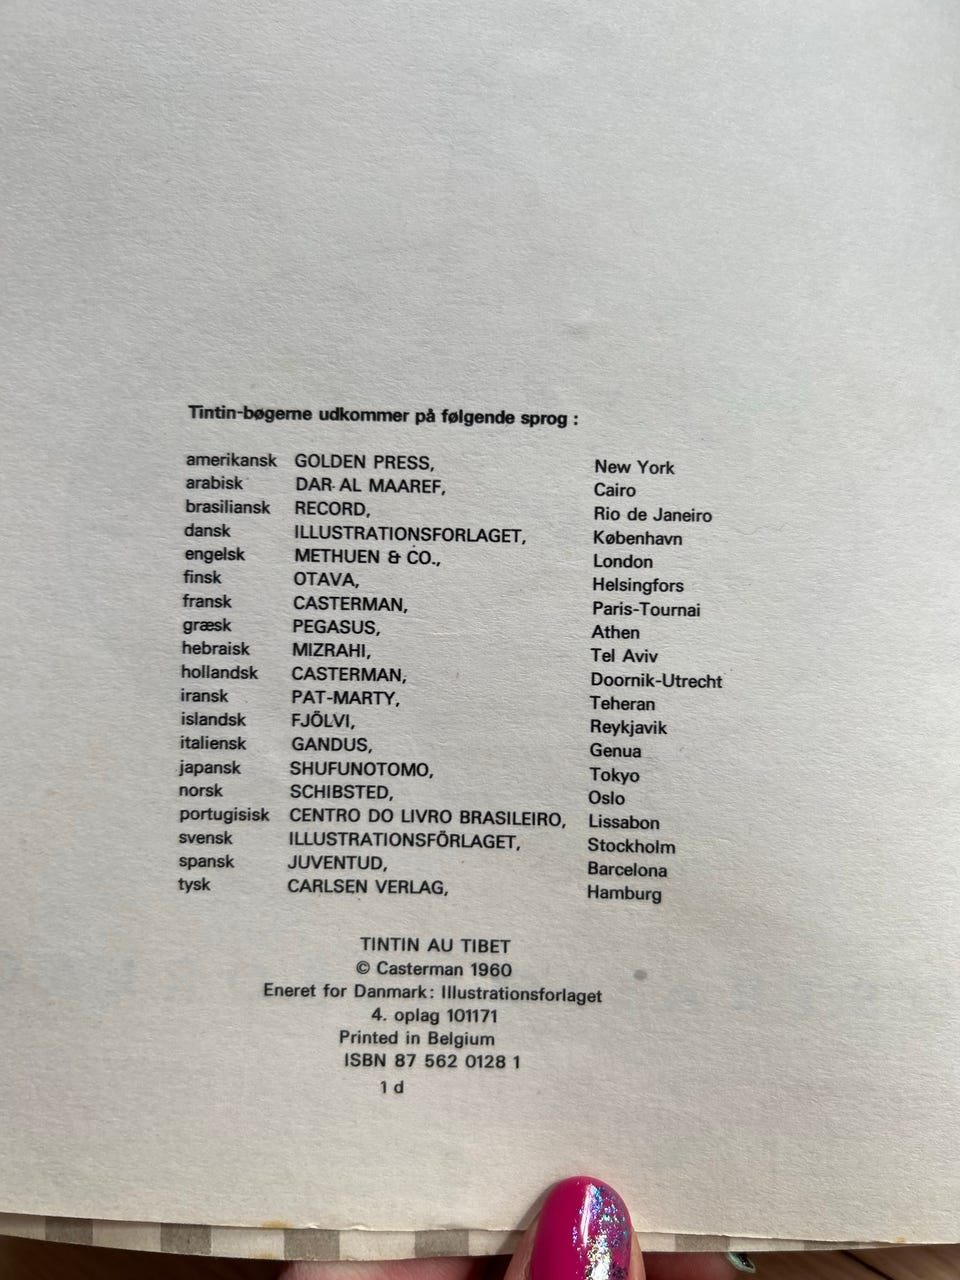 Tintin-bøgerne udkommer på følgende sprog :
amerikansk GOLDEN PRESS, New York
arabisk DAR AL MAAREF, Cairo
brasiliansk RECORD, Rio de Janeiro
dansk ILLUSTRATIONSFORLAGET, København
engelsk METHUEN & CO., London
finsk OTAVA, Helsingfors
fransk CASTERMAN, Paris-Tournai
græsk PEGASUS, Athen
hebraisk MIZRAHI, Tel Aviv
hollandsk CASTERMAN, Doornik-Utrecht
iransk PAT-MARTY, Teheran
islandsk FJÖLVI, Reykjavik
italiensk GANDUS, Genua
japansk SHUFUNOTOMO, Tokyo
norsk SCHIBSTED, Oslo
portugisisk CENTRO DO LIVRO BRASILEIRO, Lissabon
svensk ILLUSTRATIONSFÖRLAGET, Stockholm
spansk JUVENTUD, Barcelona
tysk CARLSEN VERLAG, Hamburg
TINTIN AU TIBET
© Casterman 1960
Eneret for Danmark: Illustrationsforlaget
4. oplag 101171
Printed in Belgium
ISBN 87 562 0128 1
1 d